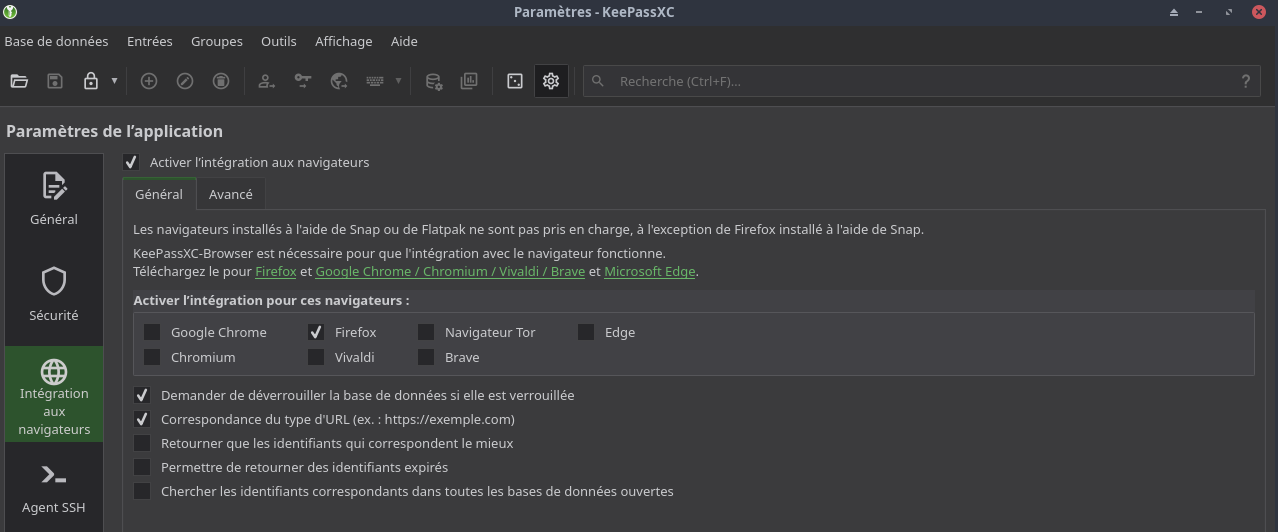 Paramètres - KeePassXC
Base de données Entrées Groupes Outils Affichage Aide
Recherche (Ctrl+F)... ?
Paramètres de l’application
Activer l’intégration aux navigateurs
Général Avancé
Général
Sécurité
Intégration
aux
navigateurs
Agent SSH
Les navigateurs installés à l'aide de Snap ou de Flatpak ne sont pas pris en charge, à l'exception de Firefox installé à l'aide de Snap.
KeePassXC-Browser est nécessaire pour que l'intégration avec le navigateur fonctionne.
Téléchargez le pour Firefox et Google Chrome / Chromium / Vivaldi / Brave et Microsoft Edge.
Activer l’intégration pour ces navigateurs :
Google Chrome Firefox Navigateur Tor Edge
Chromium Vivaldi Brave
Demander de déverrouiller la base de données si elle est verrouillée
Correspondance du type d'URL (ex. : https://exemple.com)
Retourner que les identifiants qui correspondent le mieux
Permettre de retourner des identifiants expirés
Chercher les identifiants correspondants dans toutes les bases de données ouvertes